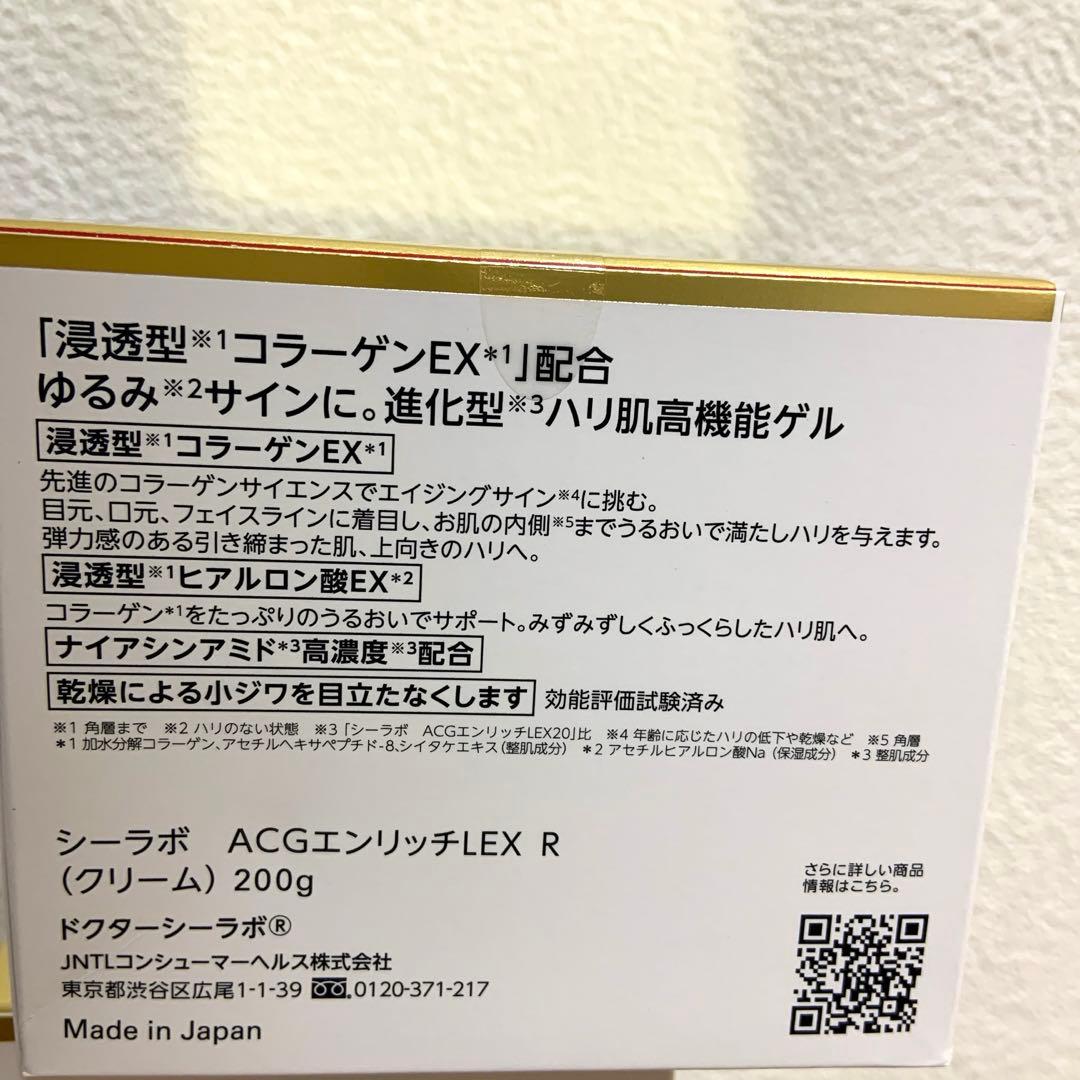 「浸透型※1コラーゲンEX*1」配合
ゆるみ※2サインに。進化型※3ハリ肌高機能ゲル
浸透型※1コラーゲンEX*1
先進のコラーゲンサイエンスでエイジングサイン※4に挑む。
目元、口元、フェイスラインに着目し、お肌の内側※5までうるおいで満たしハリを与えます。
弾力感のある引き締まった肌、上向きのハリへ。
浸透型※1ヒアルロン酸EX*2
コラーゲン*1をたっぷりのうるおいでサポート。みずみずしくふっくらしたハリ肌へ。
ナイアシンアミド*3高濃度※3配合
乾燥による小ジワを目立たなくします 効能評価試験済み
※1 角層まで ※2 ハリのない状態 ※3「シーラボ ACGエンリッチLEX20」比 ※4 年齢に応じたハリの低下や乾燥など ※5 角層
*1 加水分解コラーゲン、アセチルヘキサペプチド-8、シイタケエキス（整肌成分） *2 アセチルヒアルロン酸Na（保湿成分） *3 整肌成分
シーラボ ACGエンリッチLEX R
（クリーム）200g
ドクターシーラボ®
JNTLコンシューマーヘルス株式会社
東京都渋谷区広尾1-1-39 0120-371-217
Made in Japan
さらに詳しい商品
情報はこちら。